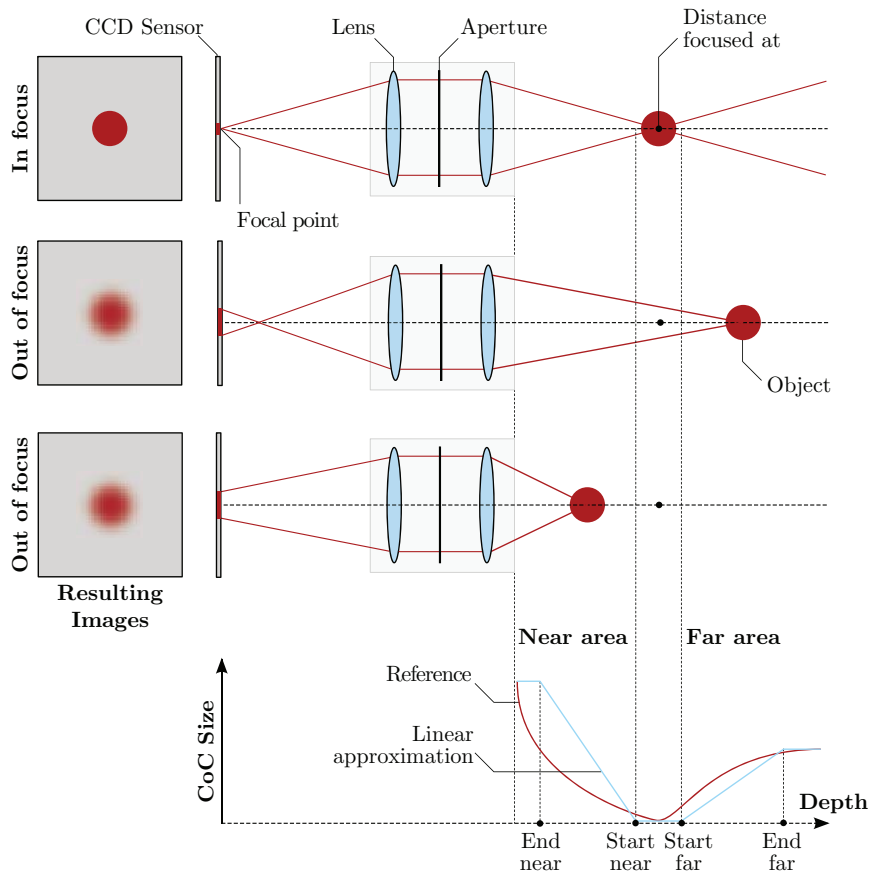 CCD Sensor
Lens
Aperture
Distance
focused at
In focus
Focal point
Out of focus
Object
Out of focus
Resulting
Images
Near area
Far area
Reference
Linear
approximation
CoC Size
Depth
End
near
Start
near
Start
far
End
far